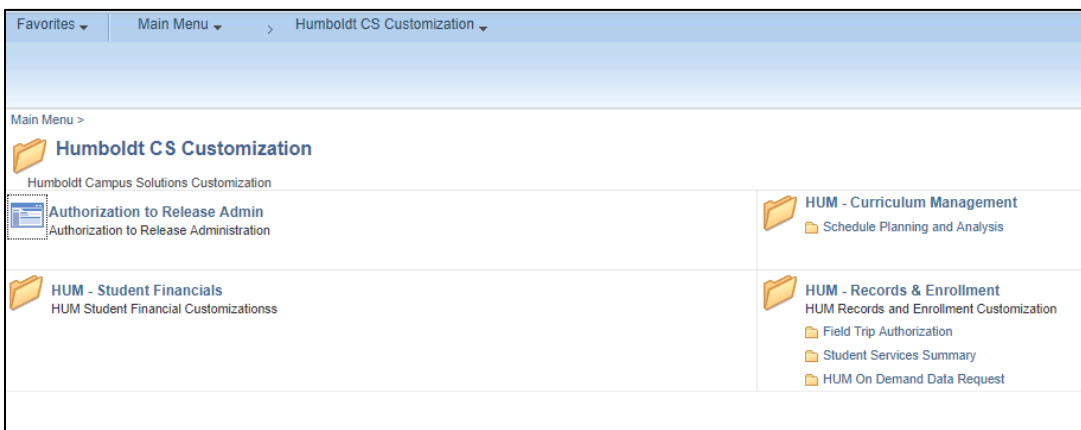 Favorites Main Menu > Humboldt CS Customization
Main Menu >
Humboldt CS Customization
Humboldt Campus Solutions Customization
Authorization to Release Admin
Authorization to Release Administration
HUM - Curriculum Management
Schedule Planning and Analysis
HUM - Student Financials
HUM Student Financial Customizationss
HUM - Records & Enrollment
HUM Records and Enrollment Customization
Field Trip Authorization
Student Services Summary
HUM On Demand Data Request